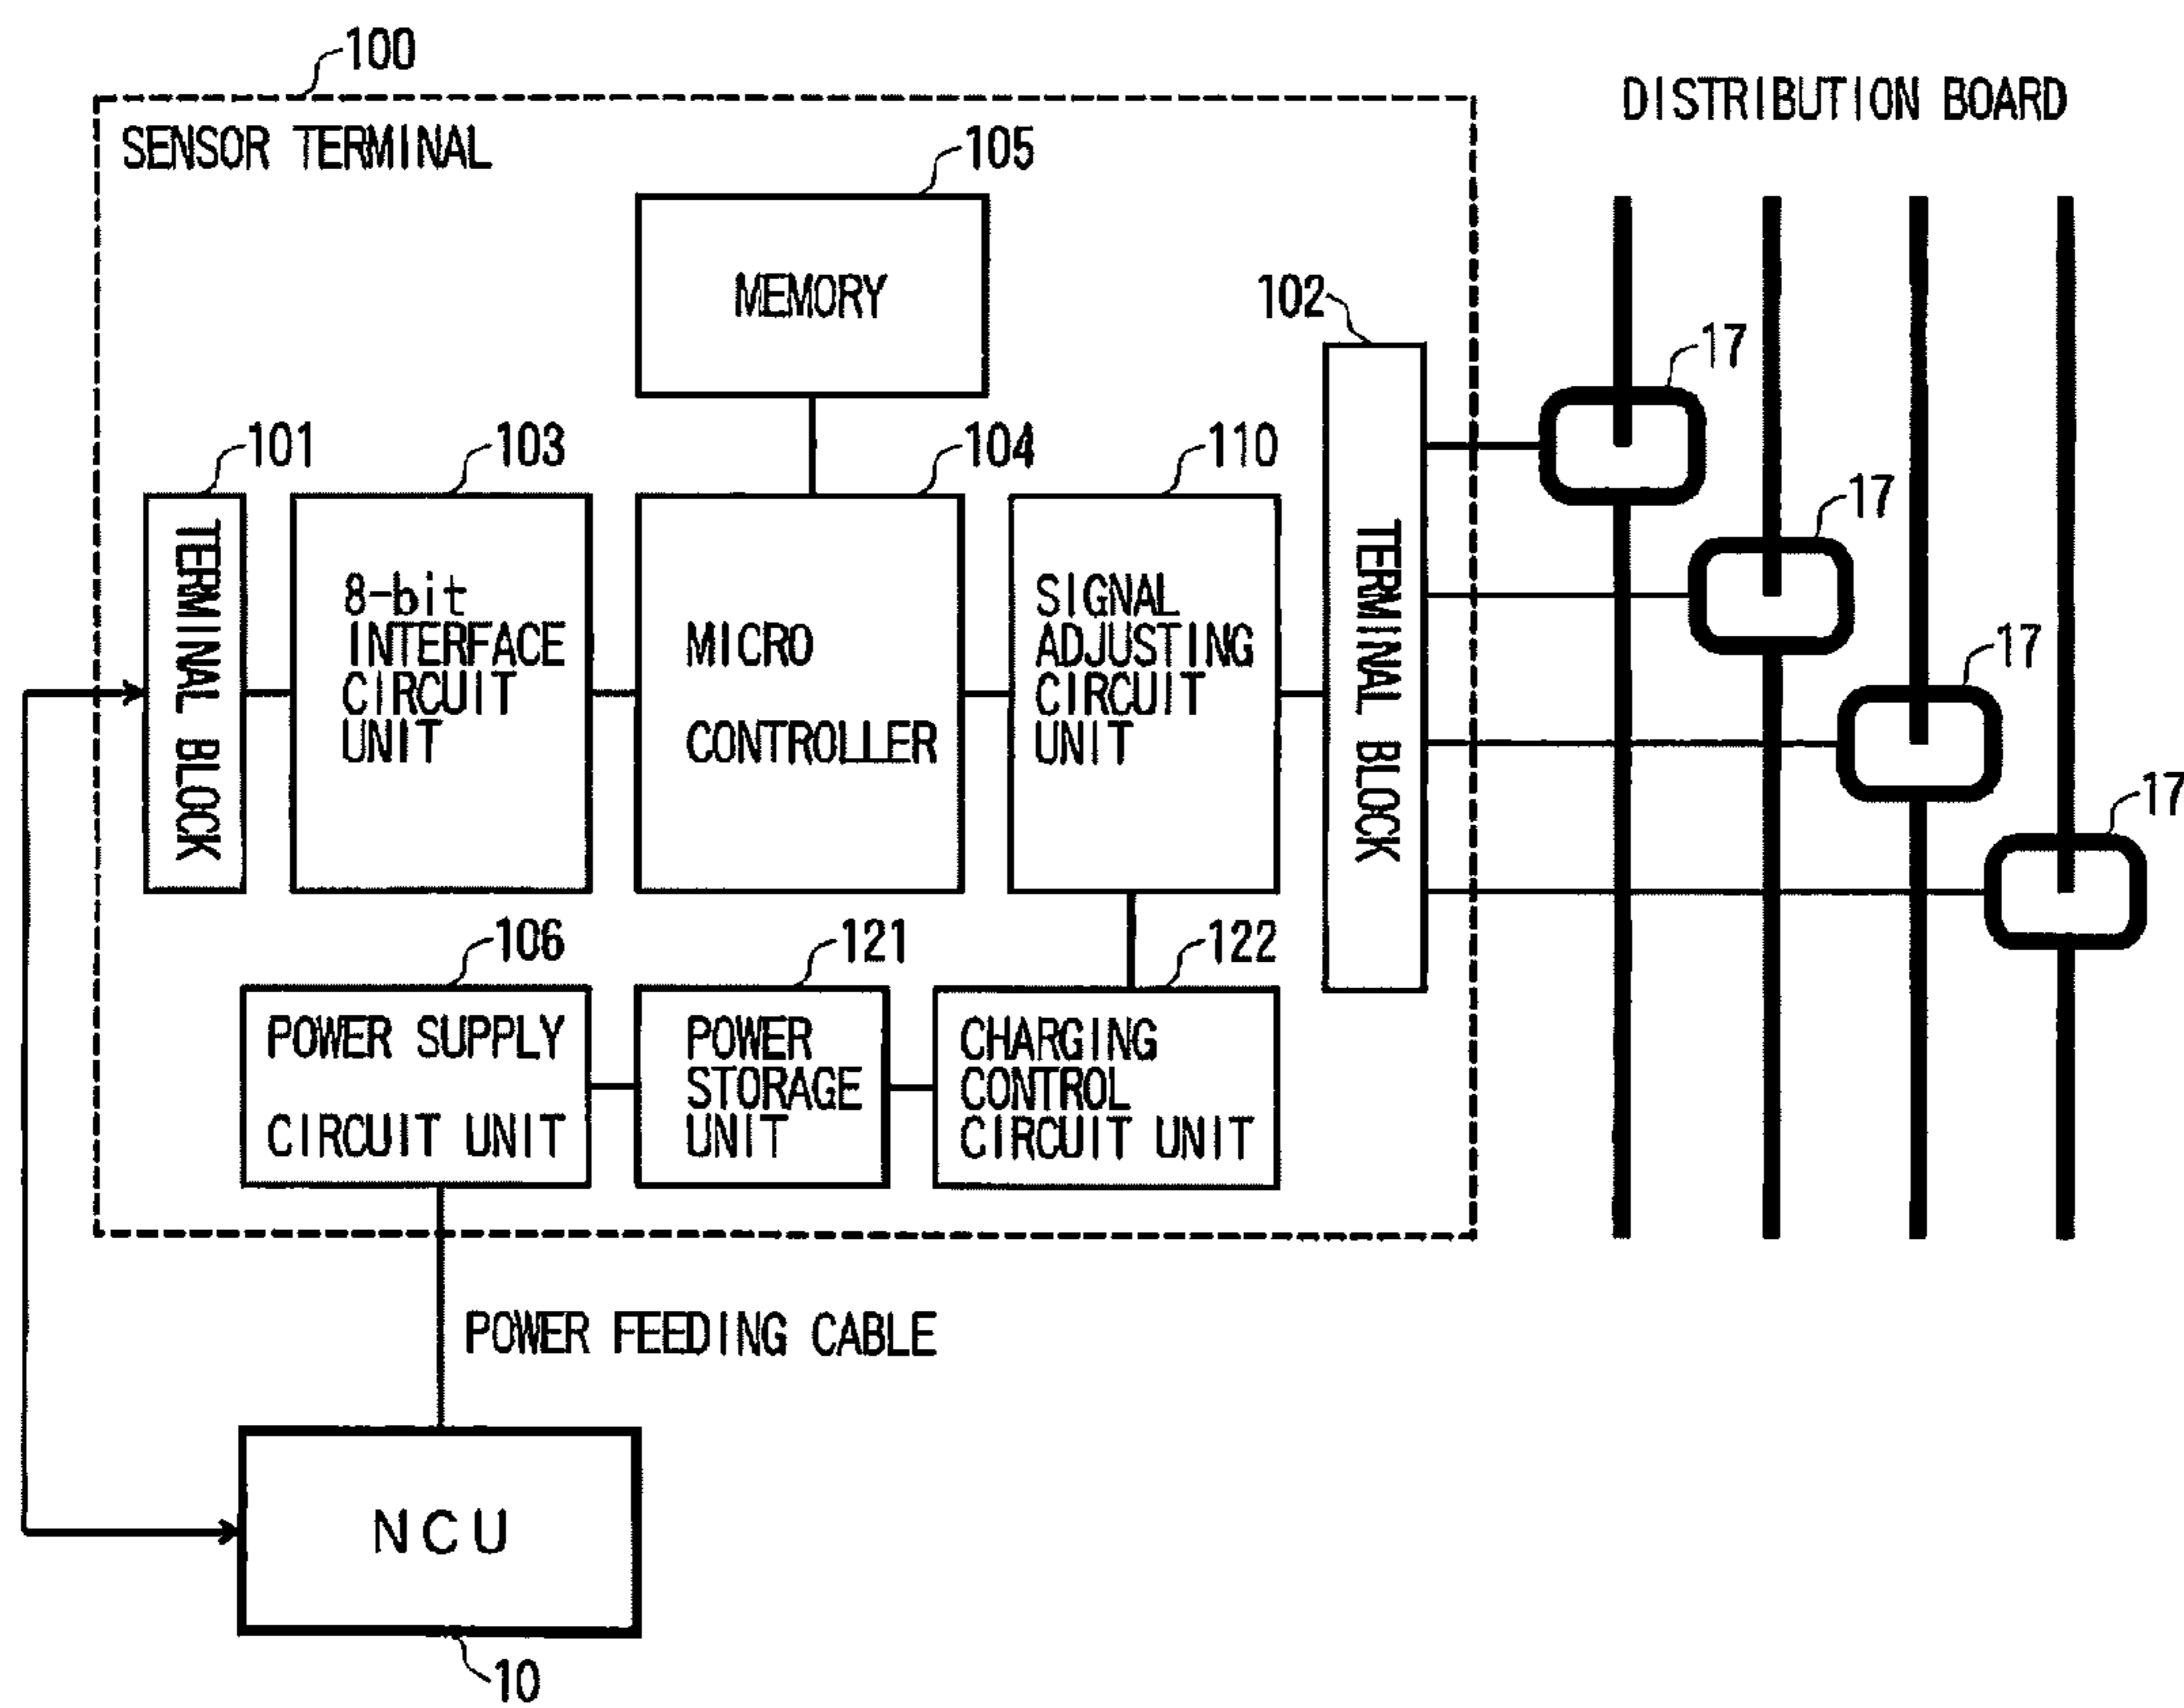 100
DISTRIBUTION BOARD
SENSOR TERMINAL
105
MEMORY
102
17
101
103
104
110
17
TERMINAL BLOCK
8-bit
INTERFACE
CIRCUIT
UNIT
MICRO
CONTROLLER
SIGNAL
ADJUSTING
CIRCUIT
UNIT
TERMINAL BLOCK
17
17
106
121
122
POWER SUPPLY
CIRCUIT UNIT
POWER
STORAGE
UNIT
CHARGING
CONTROL
CIRCUIT UNIT
POWER FEEDING CABLE
NCU
10